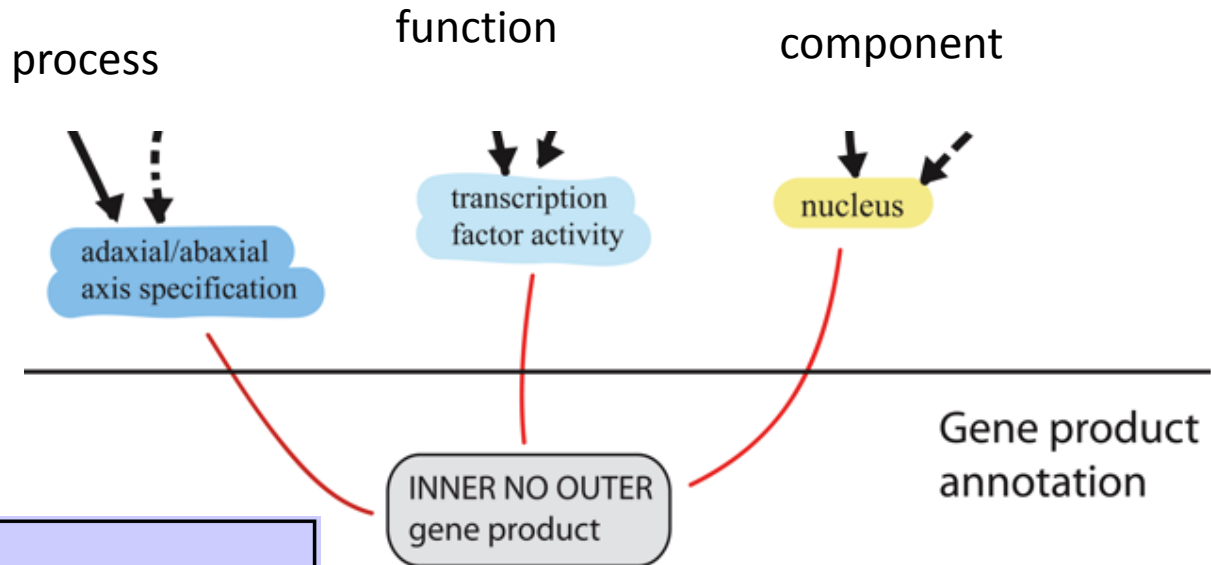 process
function
component
adaxial/abaxial
axis specification
transcription
factor activity
nucleus
Gene product
annotation
INNER NO OUTER
gene product